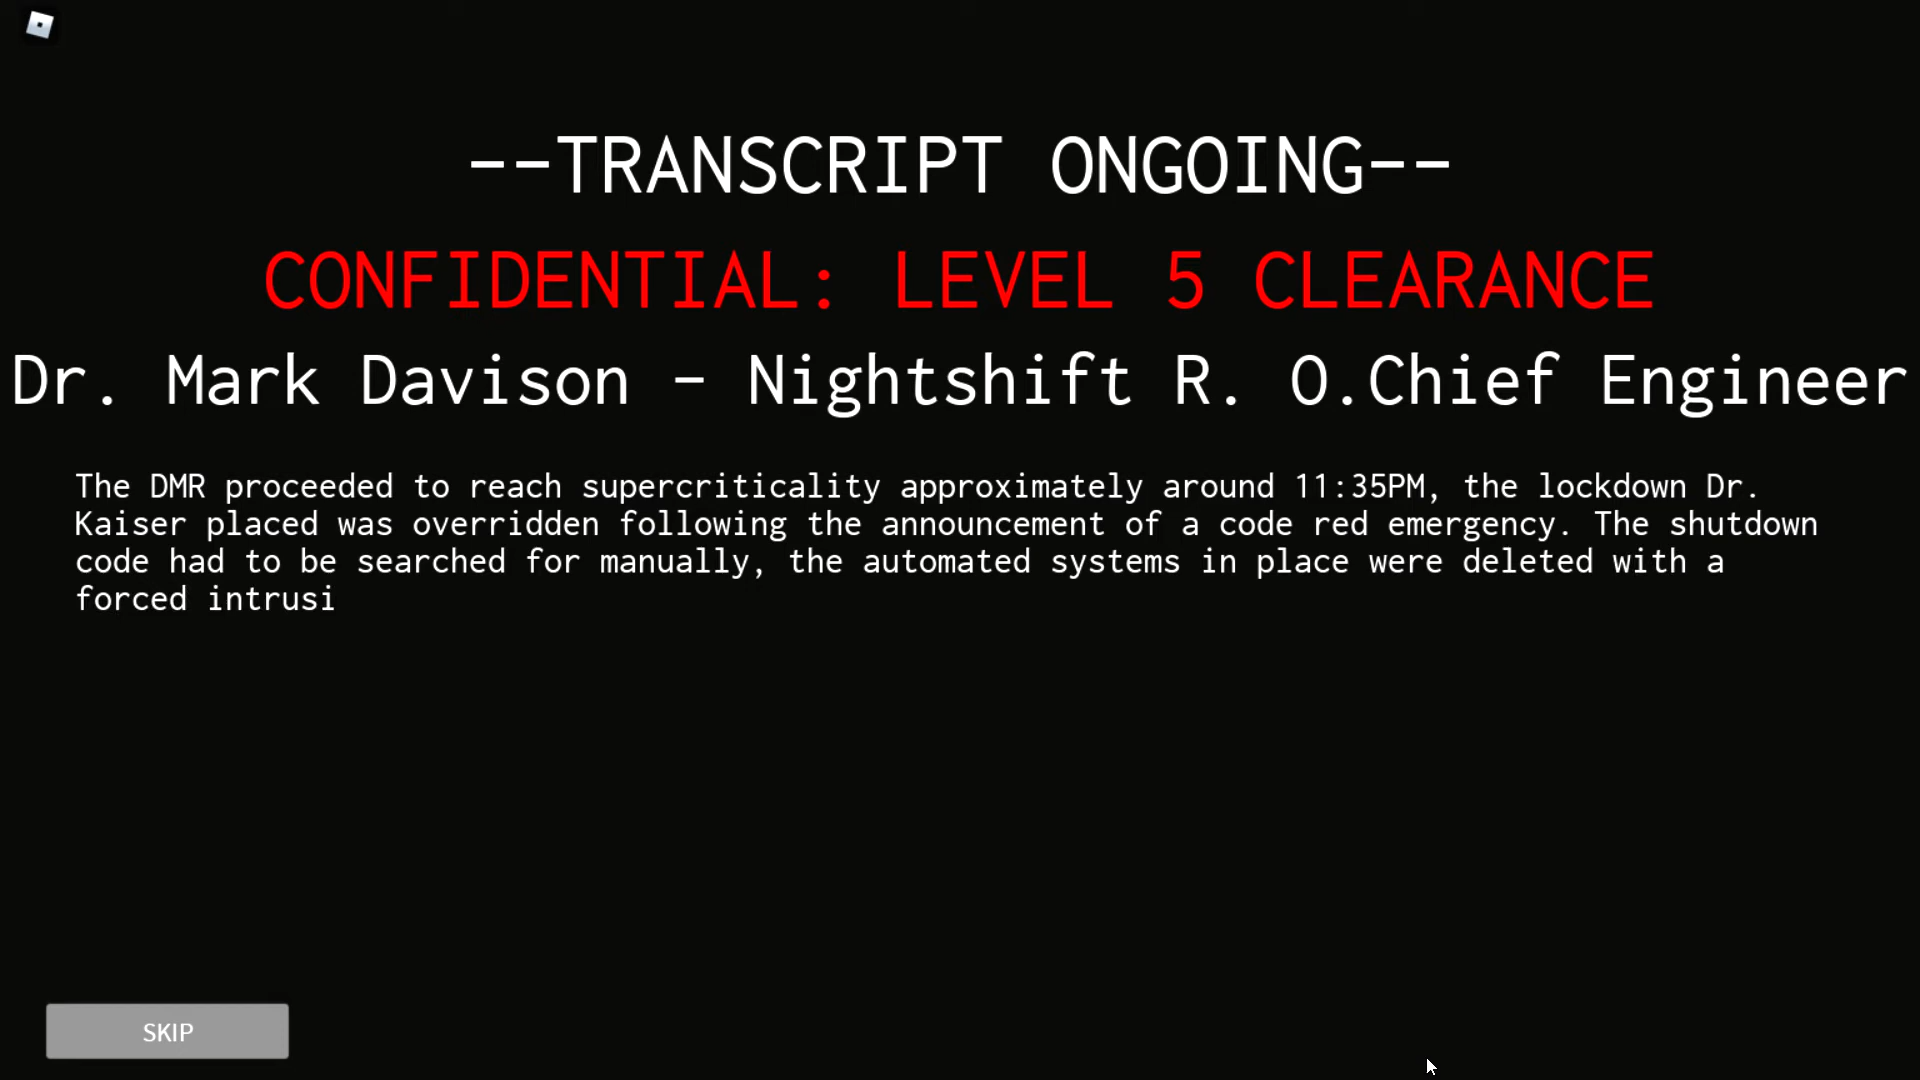 --TRANSCRIPT ONGOING--
CONFIDENTIAL: LEVEL 5 CLEARANCE
Dr. Mark Davison - Nightshift R. O.Chief Engineer
The DMR proceeded to reach supercriticality approximately around 11:35PM, the lockdown Dr.
Kaiser placed was overridden following the announcement of a code red emergency. The shutdown
code had to be searched for manually, the automated systems in place were deleted with a
forced intrusi
SKIP